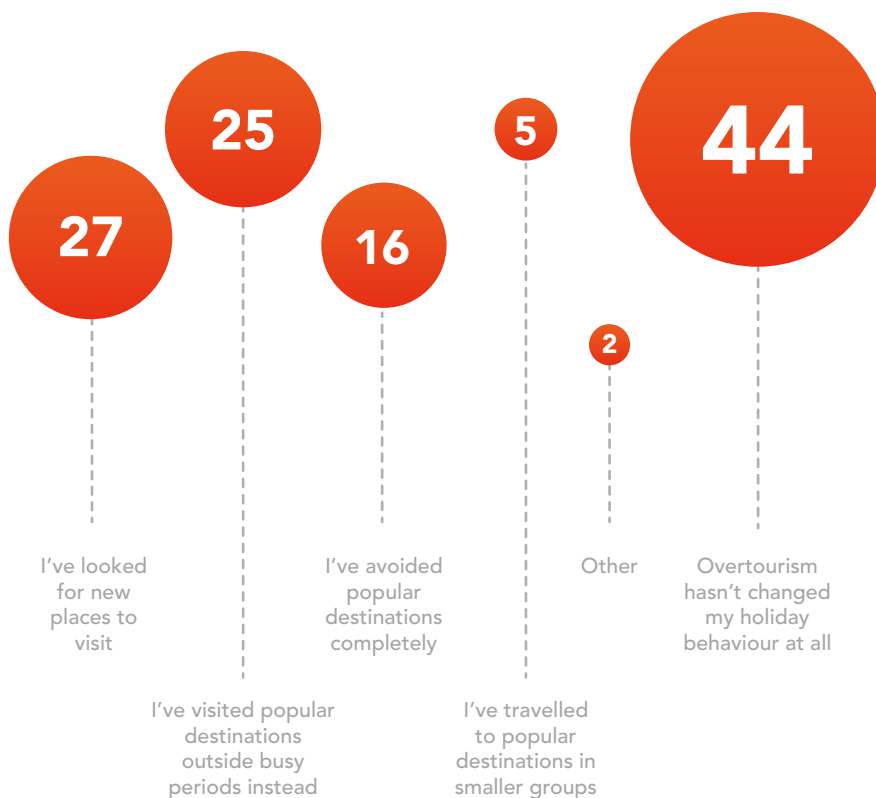 27
25
16
5
2
44
I've looked
for new
places to
visit
I've visited popular
destinations
outside busy
periods instead
I've avoided
popular
destinations
completely
I've travelled
to popular
destinations in
smaller groups
Other
Overtourism
hasn't changed
my holiday
behaviour at all